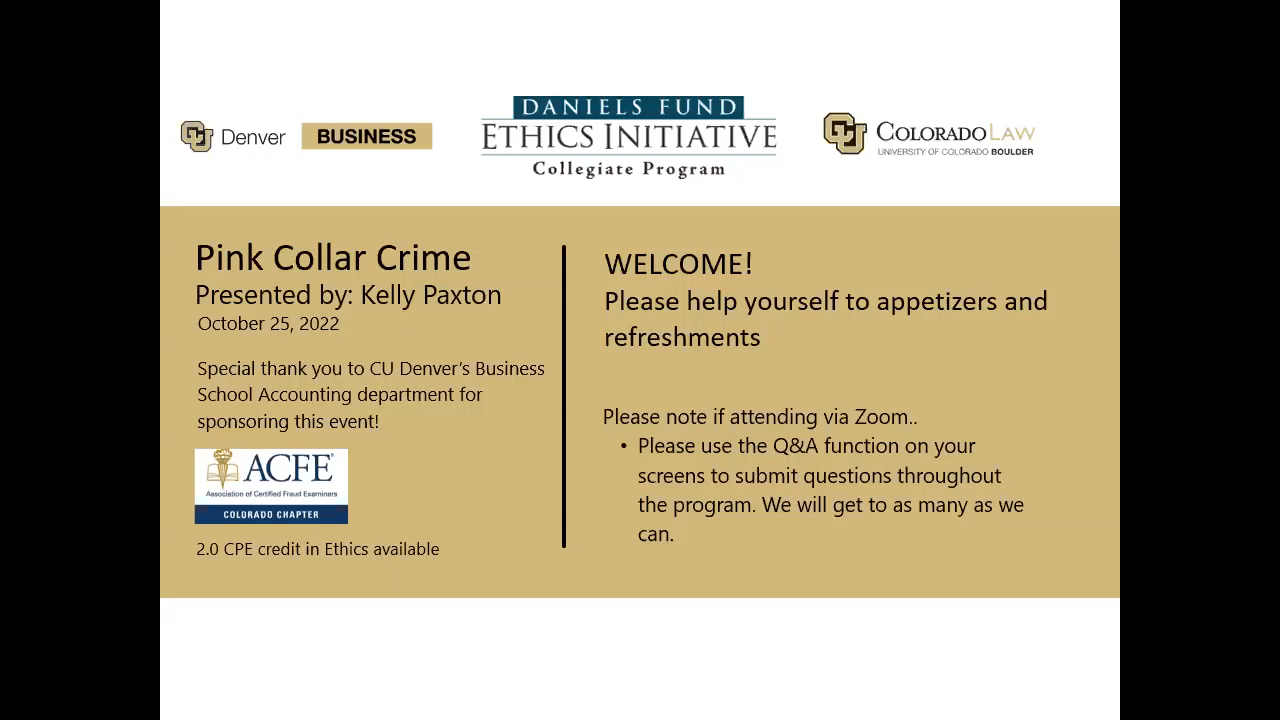 CU Denver BUSINESS
DANIELS FUND
ETHICS INITIATIVE
Collegiate Program
CU COLORADO LAW
UNIVERSITY OF COLORADO BOULDER
Pink Collar Crime
Presented by: Kelly Paxton
October 25, 2022
Special thank you to CU Denver’s Business
School Accounting department for
sponsoring this event!
ACFE®
Association of Certified Fraud Examiners
COLORADO CHAPTER
2.0 CPE credit in Ethics available
WELCOME!
Please help yourself to appetizers and
refreshments
Please note if attending via Zoom..
• Please use the Q&A function on your
screens to submit questions throughout
the program. We will get to as many as we
can.